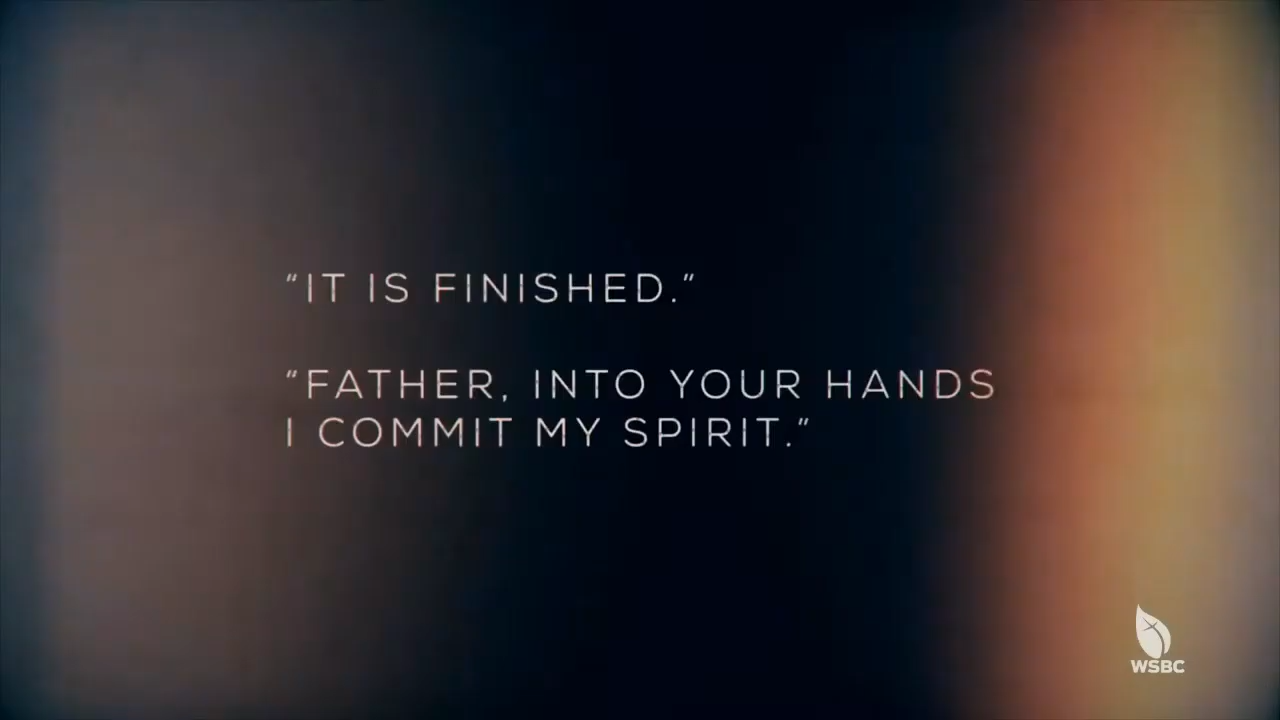 “IT IS FINISHED.”
“FATHER, INTO YOUR HANDS
I COMMIT MY SPIRIT.”
WSBC